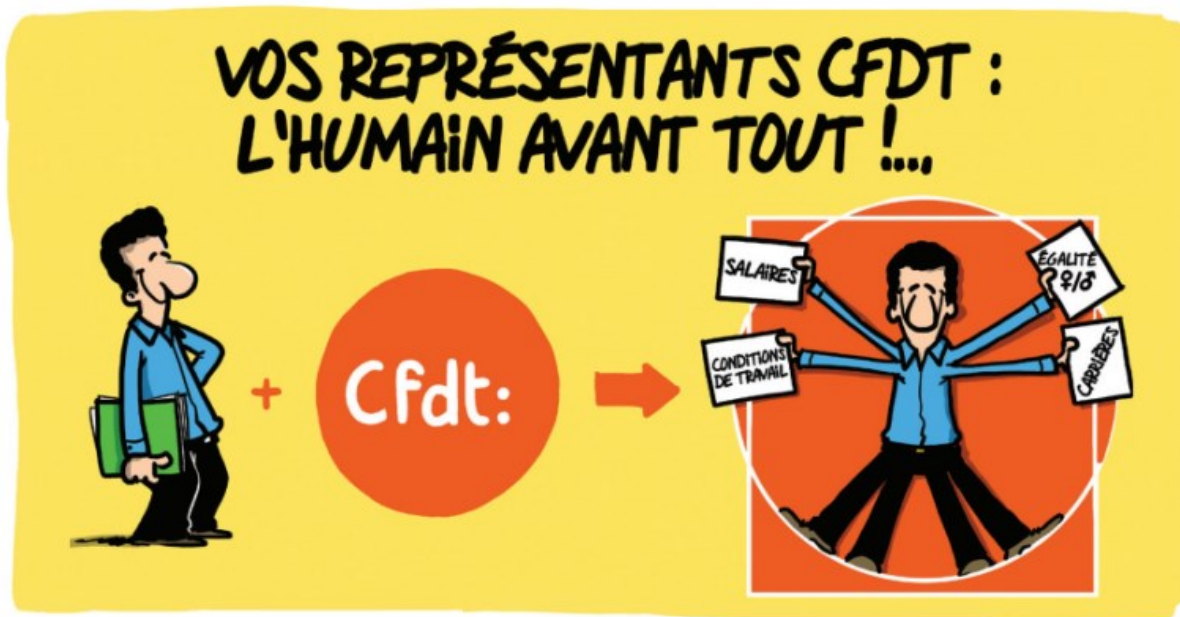 VOS REPRÉSENTANTS CFDT :
L'HUMAIN AVANT TOUT !...
SALAIRES
ÉGALITÉ
♀/♂
+
Cfdt:
CONDITIONS
DE TRAVAIL
CARRIÈRES